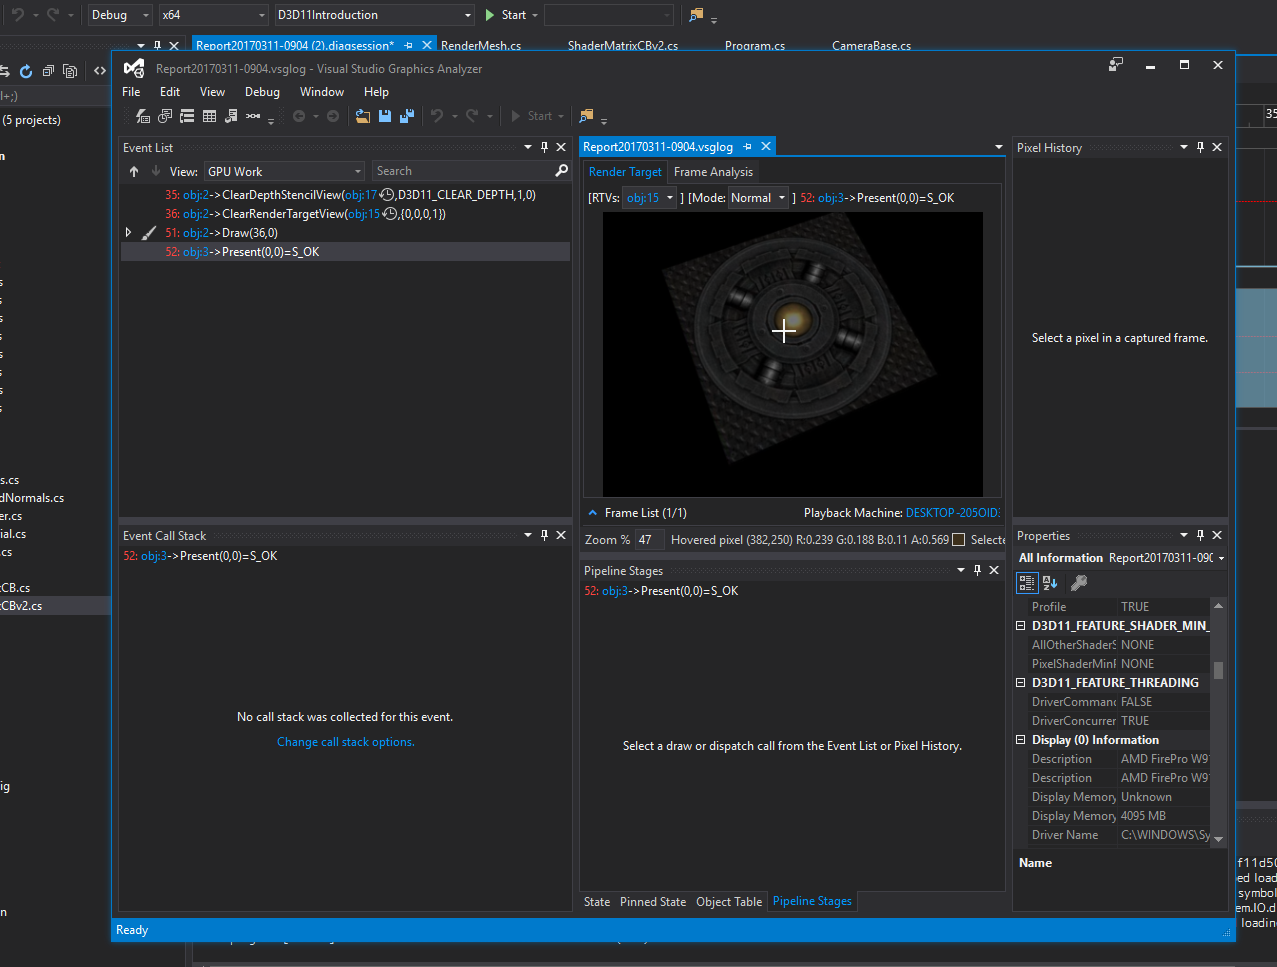 Debug
x64
D3D11Introduction
Start
Report20170311-0904 (2).diagsession*
RenderMesh.cs
ShaderMatrixCBv2.cs
Program.cs
CameraBase.cs
Report20170311-0904.vsglog - Visual Studio Graphics Analyzer
File Edit View Debug Window Help
Start
(5 projects)
Event List
View: GPU Work
Search
35: obj:2->ClearDepthStencilView(obj:17,D3D11_CLEAR_DEPTH,1,0)
36: obj:2->ClearRenderTargetView(obj:15,{0,0,0,1})
51: obj:2->Draw(36,0)
52: obj:3->Present(0,0)=S_OK
Report20170311-0904.vsglog
Render Target Frame Analysis
[RTVs: obj:15 ] [Mode: Normal ] 52: obj:3->Present(0,0)=S_OK
Frame List (1/1)
Playback Machine: DESKTOP-205OID
Zoom % 47 Hovered pixel (382,250) R:0.239 G:0.188 B:0.11 A:0.569 Selecte
Pixel History
Select a pixel in a captured frame.
Event Call Stack
52: obj:3->Present(0,0)=S_OK
No call stack was collected for this event.
Change call stack options.
Pipeline Stages
52: obj:3->Present(0,0)=S_OK
Select a draw or dispatch call from the Event List or Pixel History.
State Pinned State Object Table Pipeline Stages
Properties
All Information Report20170311-090
Profile TRUE
D3D11_FEATURE_SHADER_MIN_
AllOtherShaderS NONE
PixelShaderMinP NONE
D3D11_FEATURE_THREADING
DriverCommanc FALSE
DriverConcurrer TRUE
Display (0) Information
Description AMD FirePro W9
Description AMD FirePro W9
Display Memory Unknown
Display Memory 4095 MB
Driver Name C:\WINDOWS\Sy
Name
s.cs
dNormals.cs
er.cs
ial.cs
.cs
CB.cs
CBv2.cs
ig
35
f11d50
ed load
symbol
em.IO.d
loading
Ready